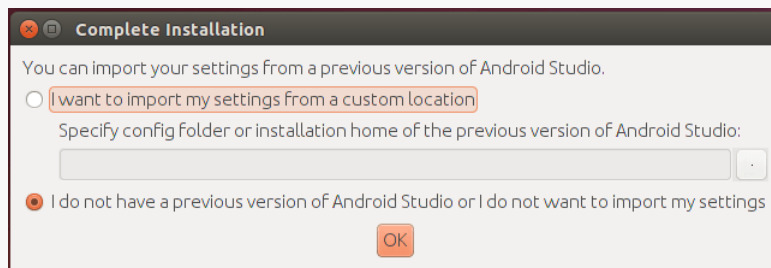 Complete Installation
You can import your settings from a previous version of Android Studio.
I want to import my settings from a custom location
Specify config folder or installation home of the previous version of Android Studio:
.
I do not have a previous version of Android Studio or I do not want to import my settings
OK